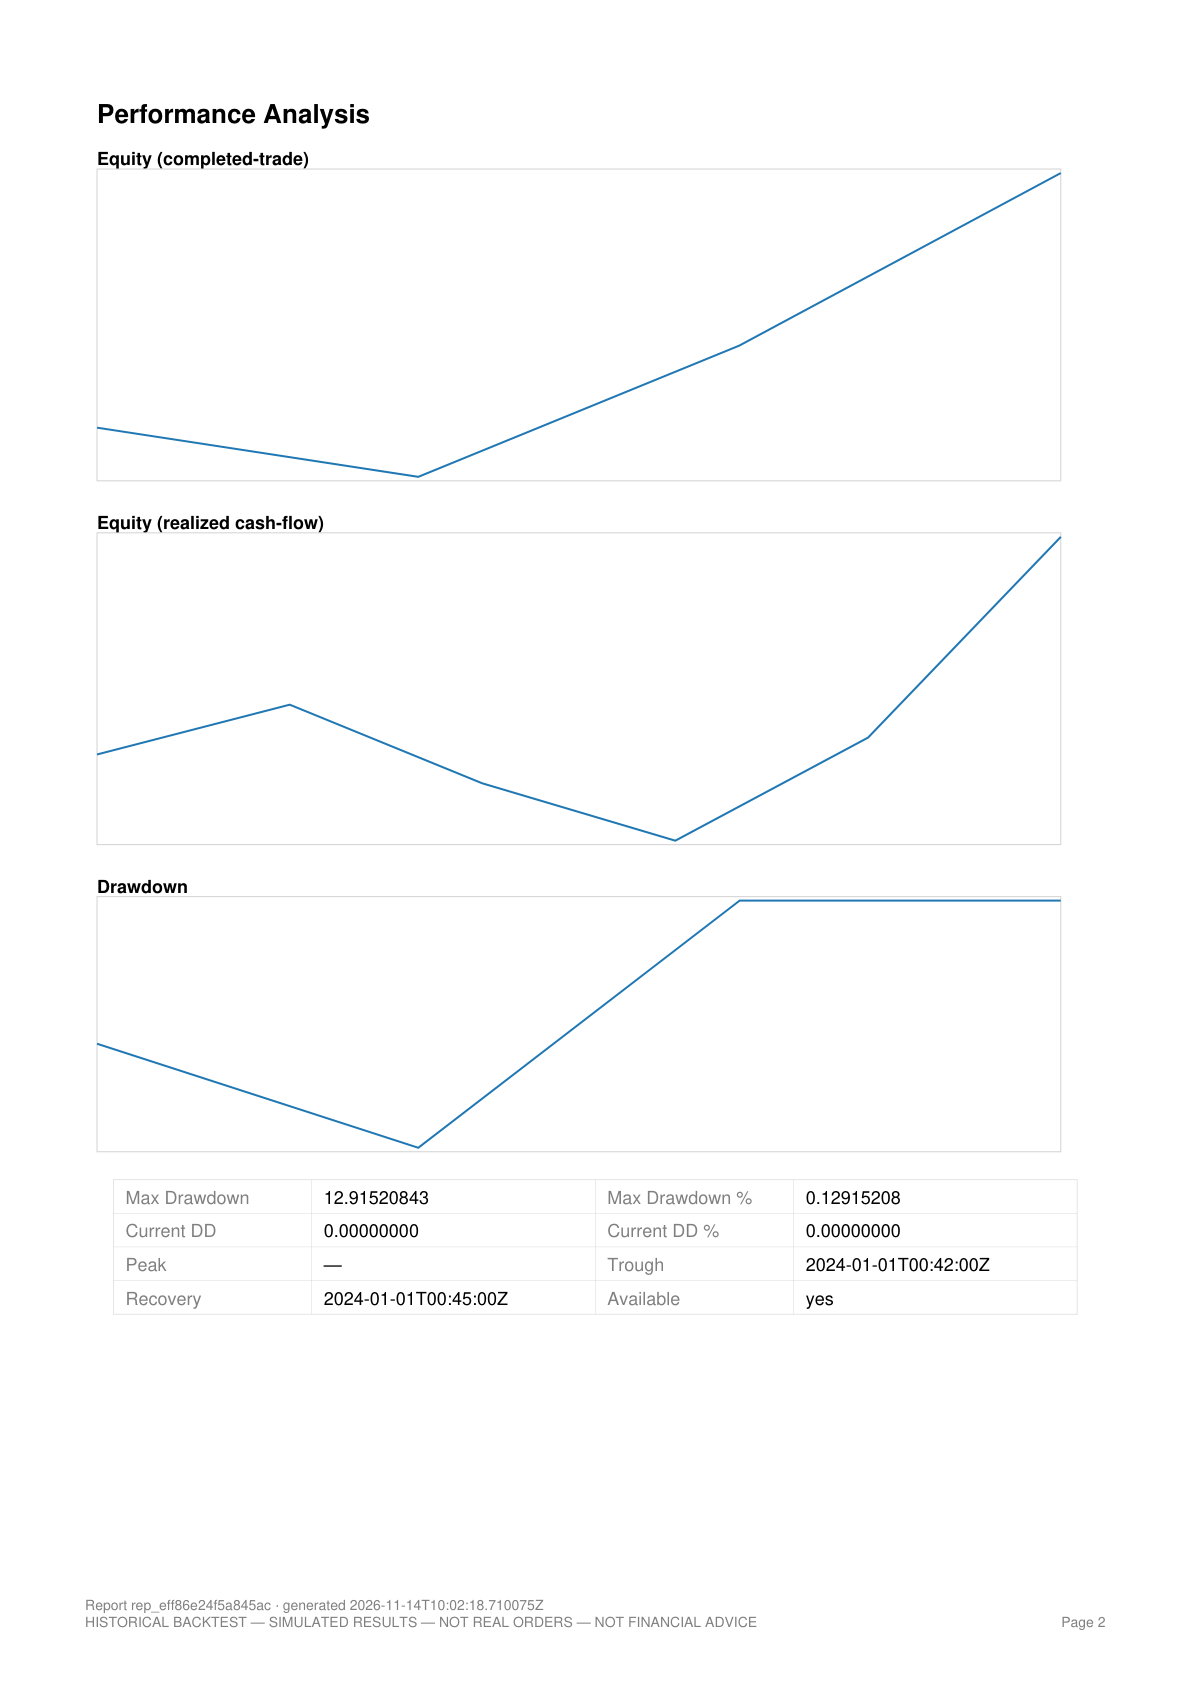 Performance Analysis
Equity (completed-trade)
Equity (realized cash-flow)
Drawdown
Max Drawdown 12.91520843 Max Drawdown % 0.12915208
Current DD 0.00000000 Current DD % 0.00000000
Peak — Trough 2024-01-01T00:42:00Z
Recovery 2024-01-01T00:45:00Z Available yes
Report rep_eff86e24f5a845ac · generated 2026-11-14T10:02:18.710075Z
HISTORICAL BACKTEST — SIMULATED RESULTS — NOT REAL ORDERS — NOT FINANCIAL ADVICE Page 2